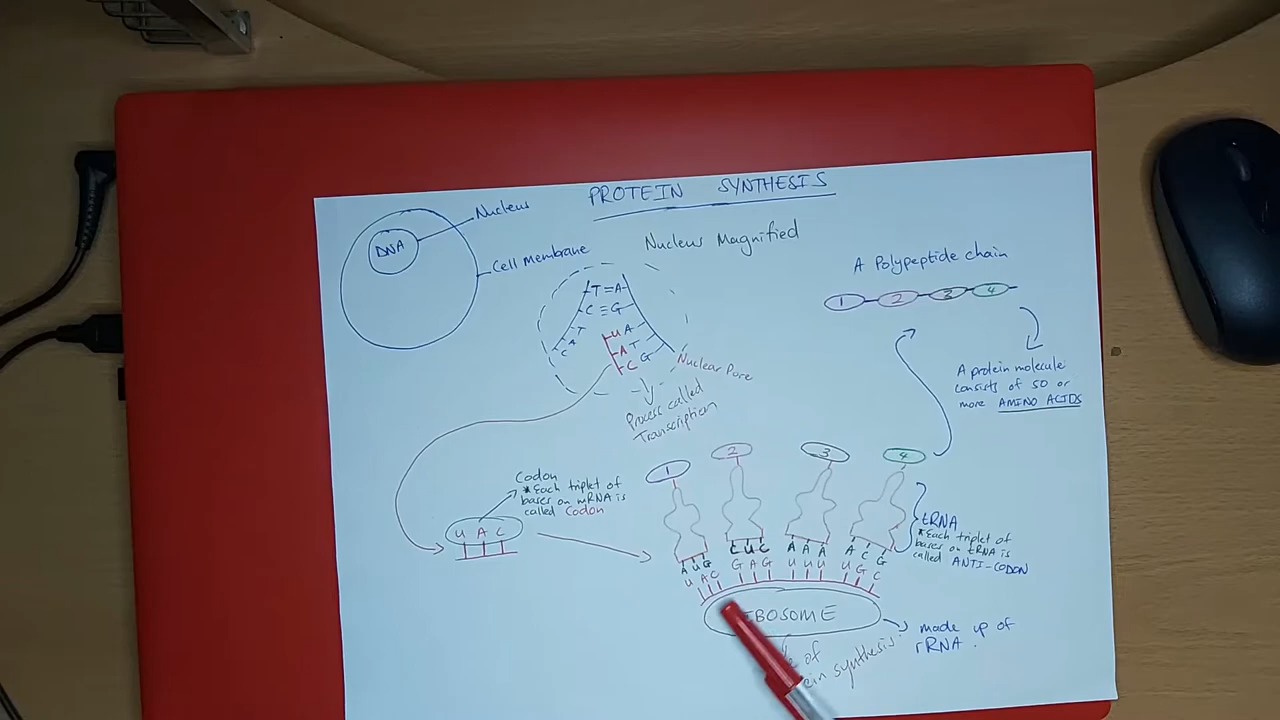 PROTEIN SYNTHESIS
Nucleus
DNA
Cell membrane
Nucleus Magnified
T=A
C≡G
T
A
C
U A
A T
C G
Nuclear Pore
Process called
Transcription
A Polypeptide chain
1 2 3 4
A protein molecule
consists of 50 or
more AMINO ACIDS
Codon
*Each triplet of
bases on mRNA is
called Codon
U A C
1 2 3 4
tRNA
*Each triplet of
bases on tRNA is
called ANTI-CODON
A U G C U C A A A A C G
U A C G A G U U U U G C
BOSOME
made up of
rRNA.
of
synthesis